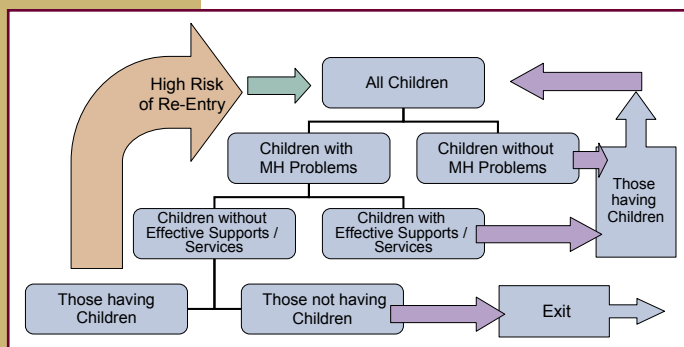 High Risk
of Re-Entry
All Children
Children with
MH Problems
Children without
MH Problems
Those
having
Children
Children without
Effective Supports /
Services
Children with
Effective Supports /
Services
Those having
Children
Those not having
Children
Exit